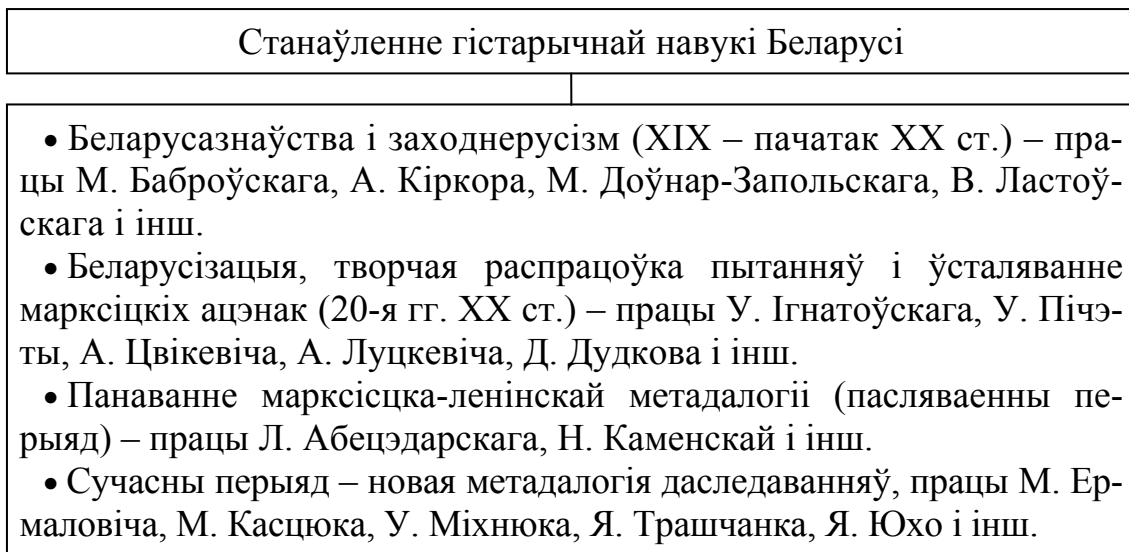 Станаўленне гістарычнай навукі Беларусі
• Беларусазнаўства і заходнерусізм (XIX – пачатак XX ст.) – пра-
цы М. Баброўскага, А. Кіркора, М. Доўнар-Запольскага, В. Ластоў-
скага і інш.
• Беларусізацыя, творчая распрацоўка пытанняў і ўсталяванне
марксіцкіх ацэнак (20-я гг. XX ст.) – працы У. Ігнатоўскага, У. Пічэ-
ты, А. Цвікевіча, А. Луцкевіча, Д. Дудкова і інш.
• Панаванне марксісцка-ленінскай метадалогіі (пасляваенны пе-
рыяд) – працы Л. Абецэдарскага, Н. Каменскай і інш.
• Сучасны перыяд – новая метадалогія даследаванняў, працы М. Ер-
маловіча, М. Касцюка, У. Міхнюка, Я. Трашчанка, Я. Юхо і інш.